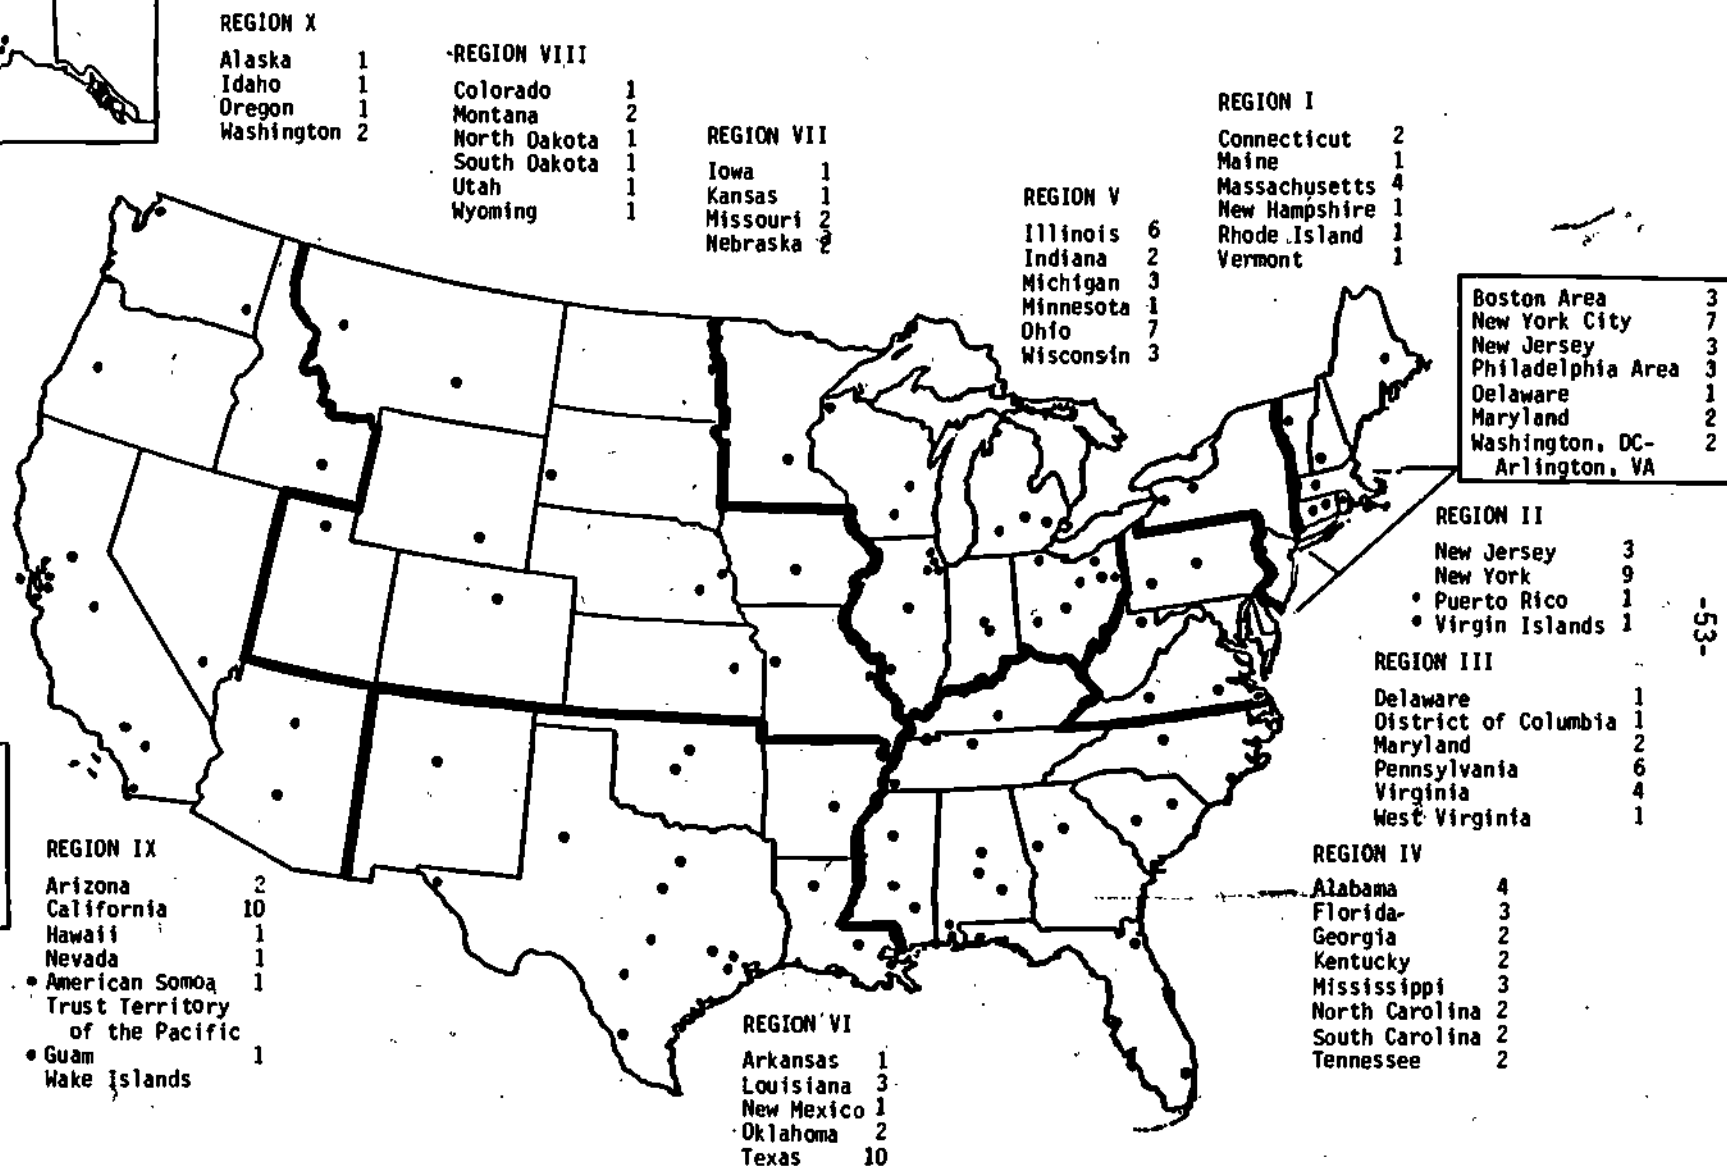 REGION X
Alaska 1
Idaho 1
Oregon 1
Washington 2
REGION VIII
Colorado 1
Montana 2
North Dakota 1
South Dakota 1
Utah 1
Wyoming 1
REGION VII
Iowa 1
Kansas 1
Missouri 2
Nebraska 2
REGION V
Illinois 6
Indiana 2
Michigan 3
Minnesota 1
Ohio 7
Wisconsin 3
REGION I
Connecticut 2
Maine 1
Massachusetts 4
New Hampshire 1
Rhode Island 1
Vermont 1
Boston Area 3
New York City 7
New Jersey 3
Philadelphia Area 3
Delaware 1
Maryland 2
Washington, DC- 2
Arlington, VA
REGION II
New Jersey 3
New York 9
• Puerto Rico 1
• Virgin Islands 1
-53-
REGION III
Delaware 1
District of Columbia 1
Maryland 2
Pennsylvania 6
Virginia 4
West Virginia 1
REGION IV
Alabama 4
Florida 3
Georgia 2
Kentucky 2
Mississippi 3
North Carolina 2
South Carolina 2
Tennessee 2
REGION IX
Arizona 2
California 10
Hawaii 1
Nevada 1
• American Somoa 1
Trust Territory
of the Pacific
• Guam 1
Wake Islands
REGION VI
Arkansas 1
Louisiana 3
New Mexico 1
Oklahoma 2
Texas 10